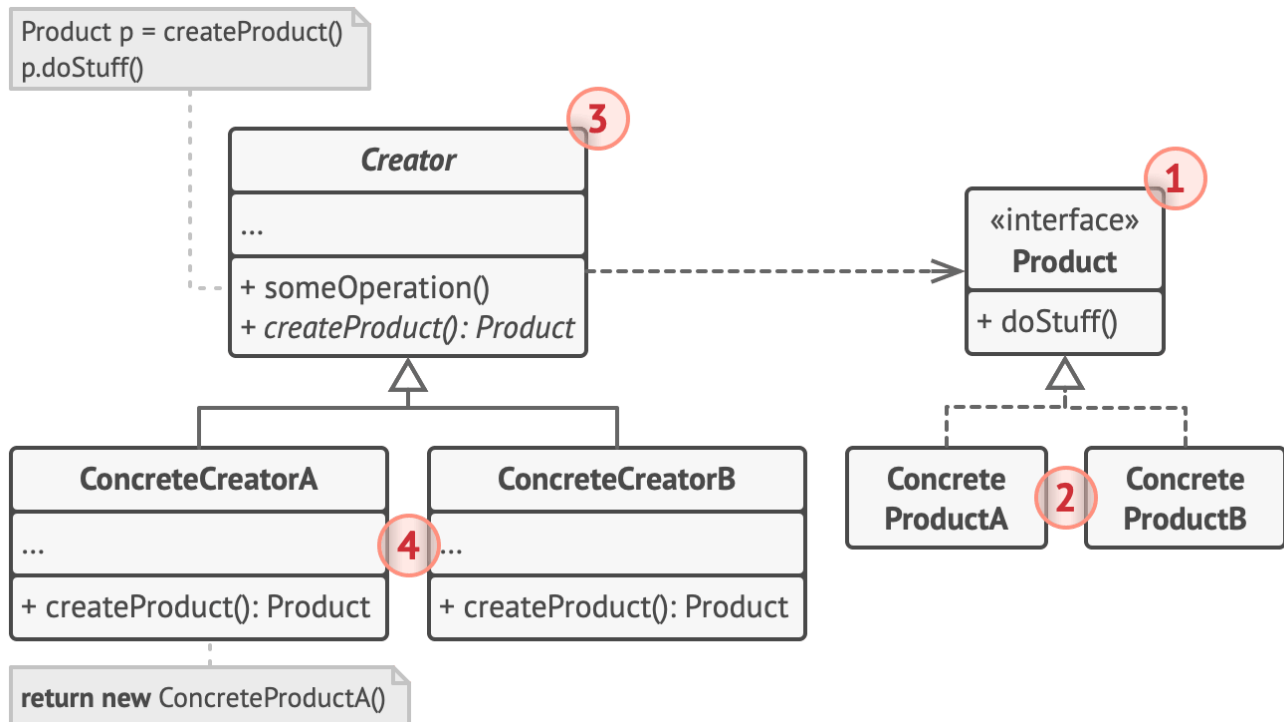 Product p = createProduct()
p.doStuff()
3
Creator
...
+ someOperation()
+ createProduct(): Product
1
«interface»
Product
+ doStuff()
ConcreteCreatorA
...
+ createProduct(): Product
return new ConcreteProductA()
4
ConcreteCreatorB
...
+ createProduct(): Product
Concrete
ProductA
2
Concrete
ProductB